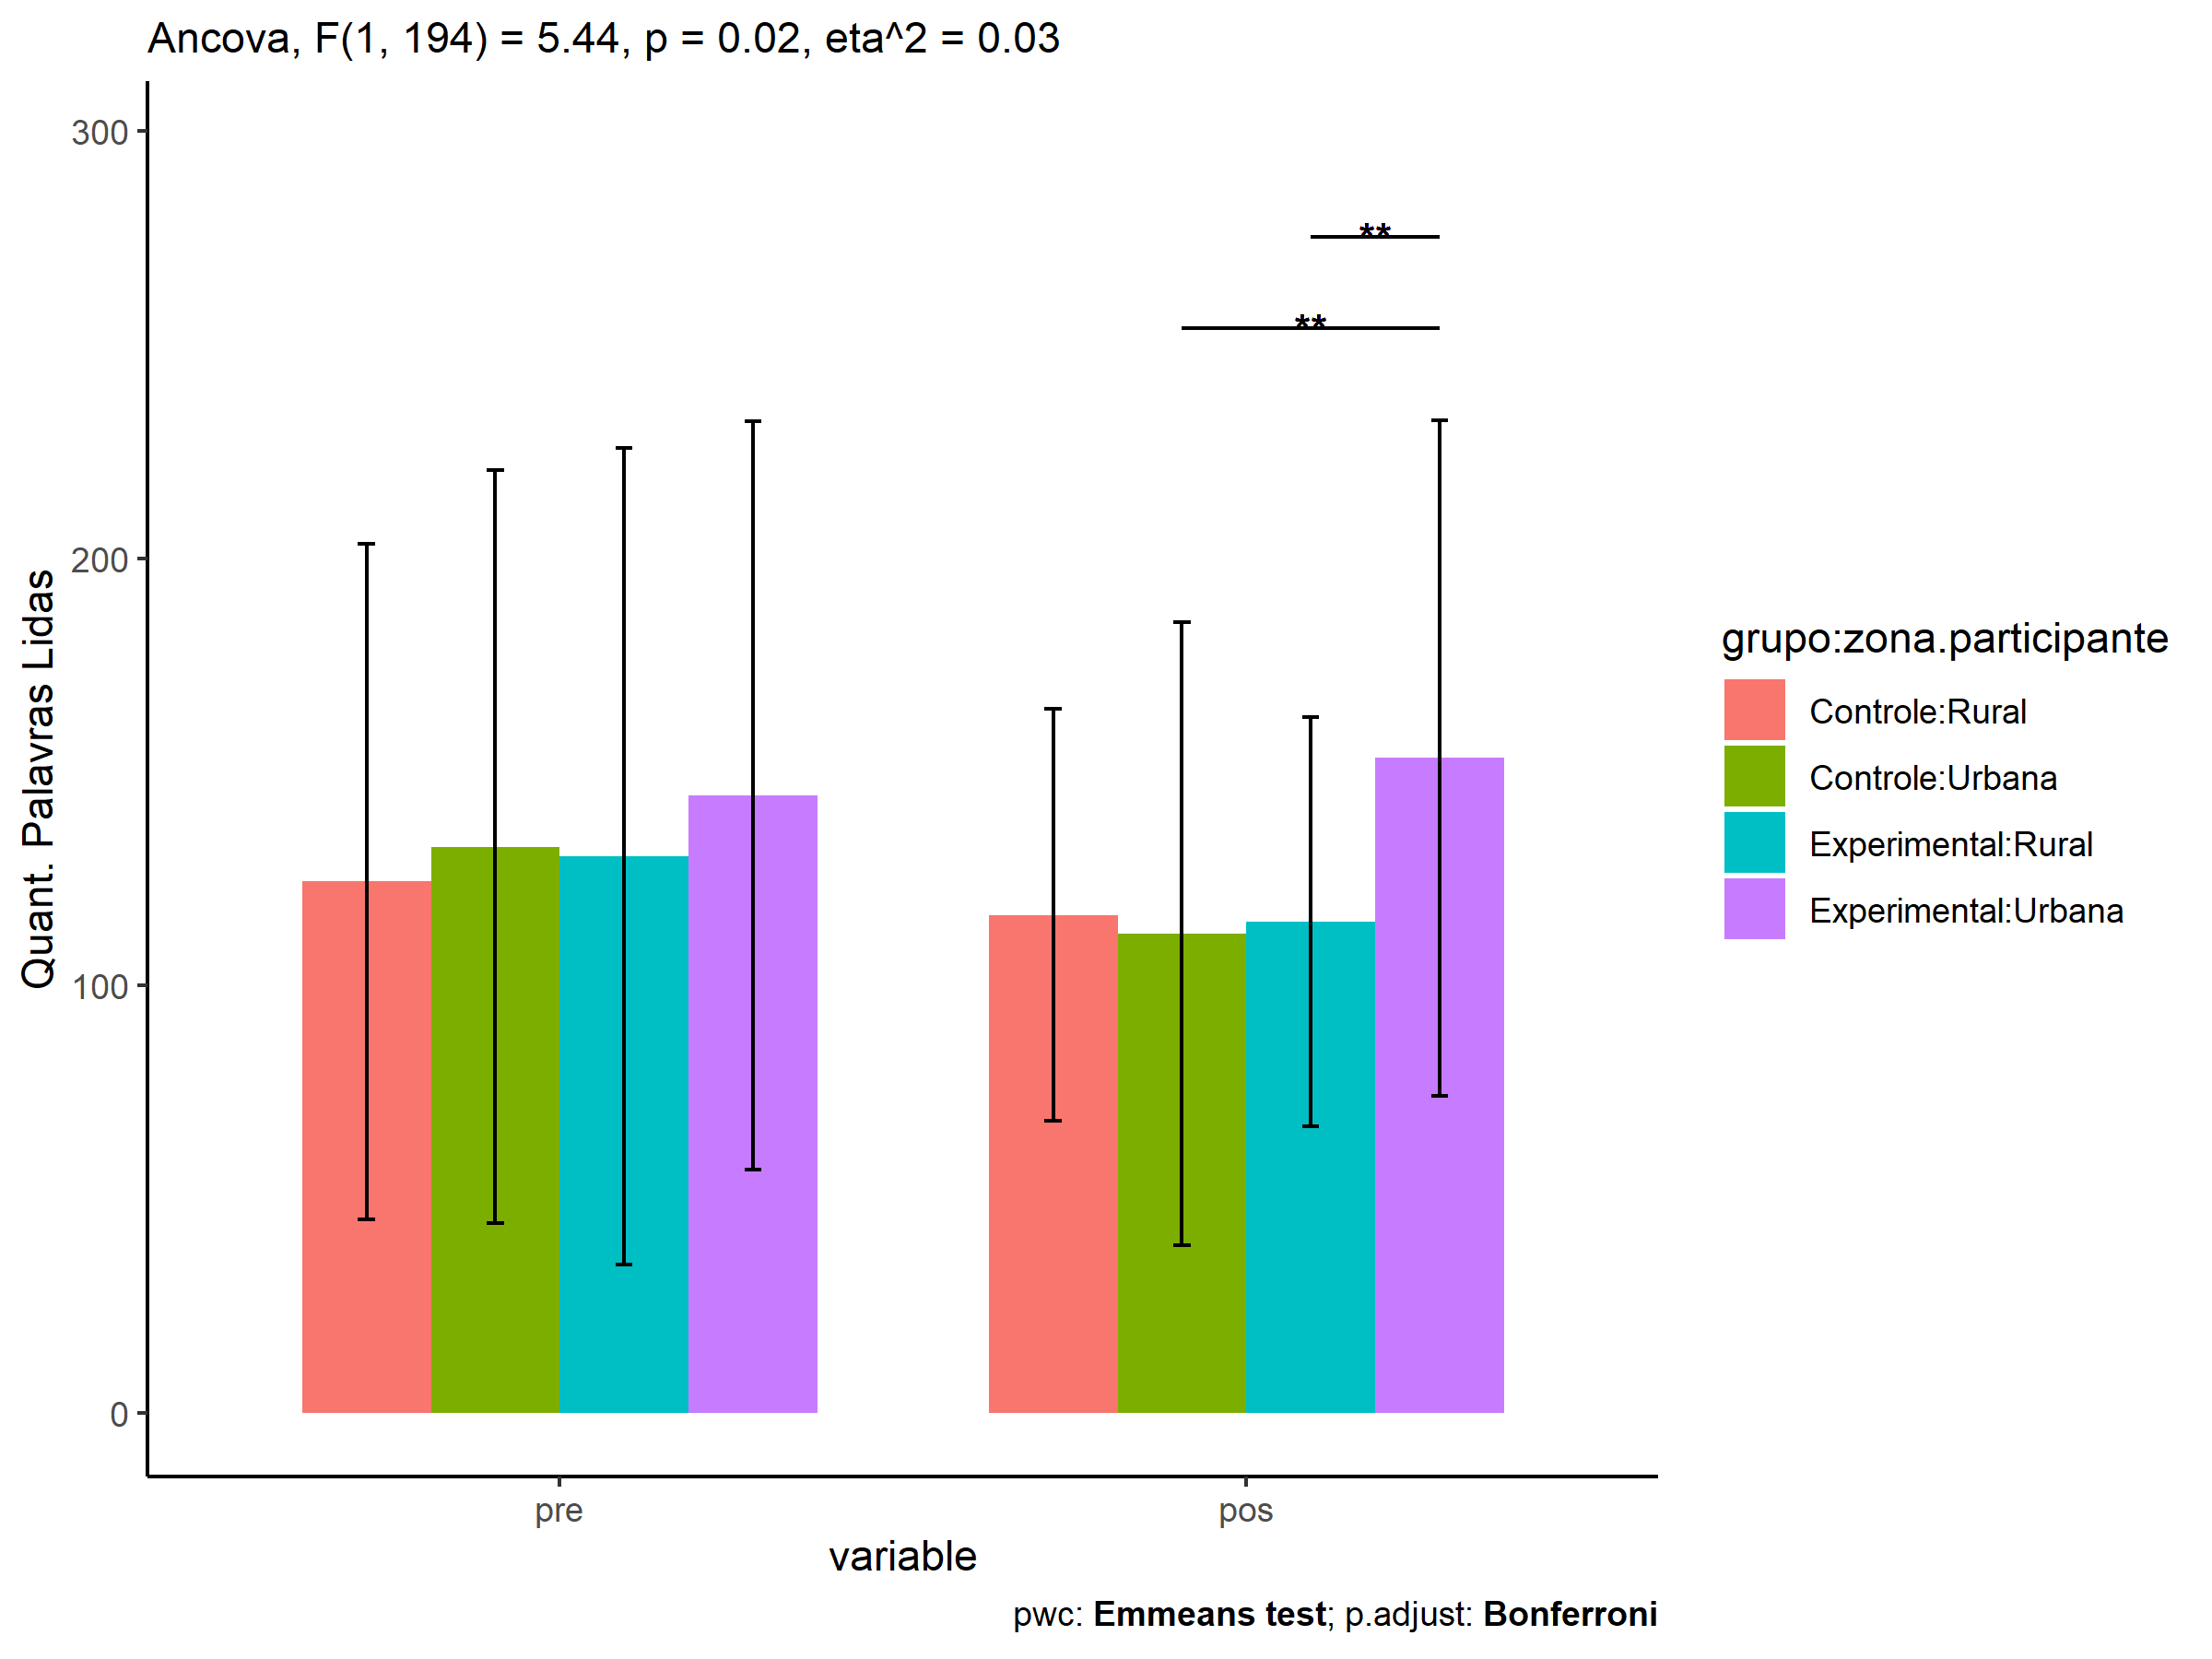 Ancova, F(1, 194) = 5.44, p = 0.02, eta^2 = 0.03
300
200
100
0
Quant. Palavras Lidas
**
**
pre
pos
variable
grupo:zona.participante
Controle:Rural
Controle:Urbana
Experimental:Rural
Experimental:Urbana
pwc: Emmeans test; p.adjust: Bonferroni